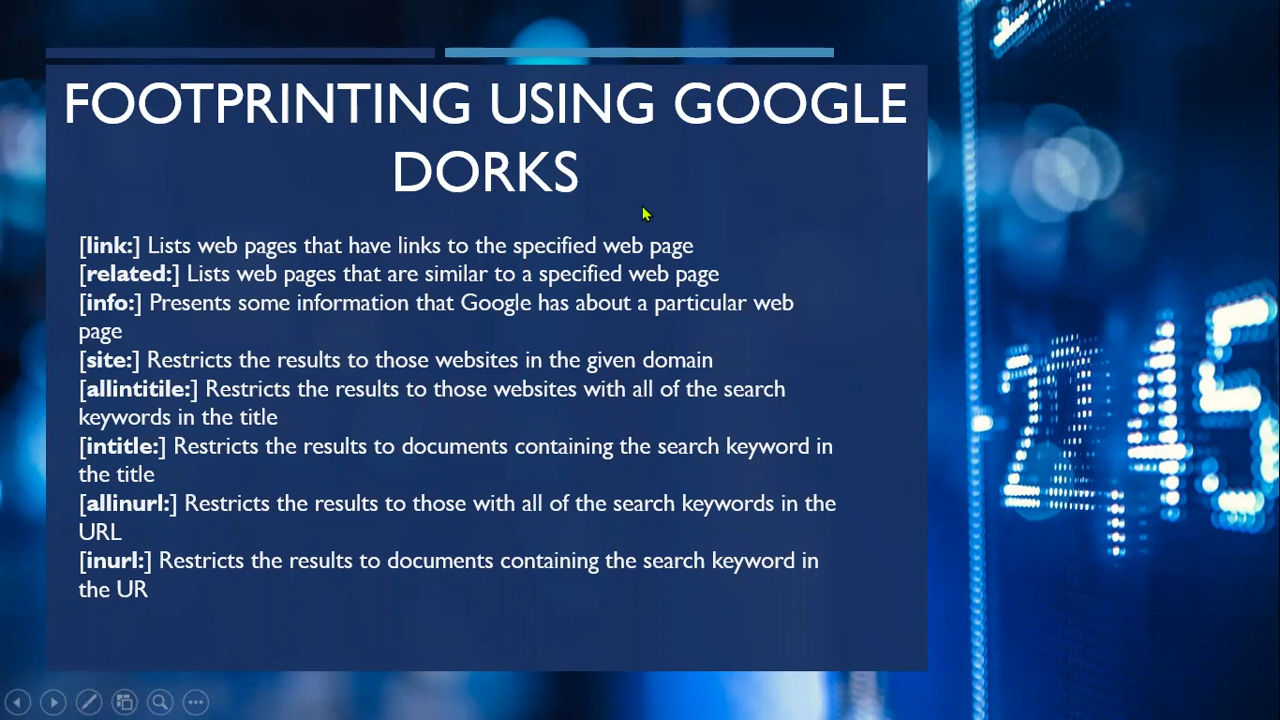 FOOTPRINTING USING GOOGLE
DORKS
[link:] Lists web pages that have links to the specified web page
[related:] Lists web pages that are similar to a specified web page
[info:] Presents some information that Google has about a particular web
page
[site:] Restricts the results to those websites in the given domain
[allintitile:] Restricts the results to those websites with all of the search
keywords in the title
[intitle:] Restricts the results to documents containing the search keyword in
the title
[allinurl:] Restricts the results to those with all of the search keywords in the
URL
[inurl:] Restricts the results to documents containing the search keyword in
the UR